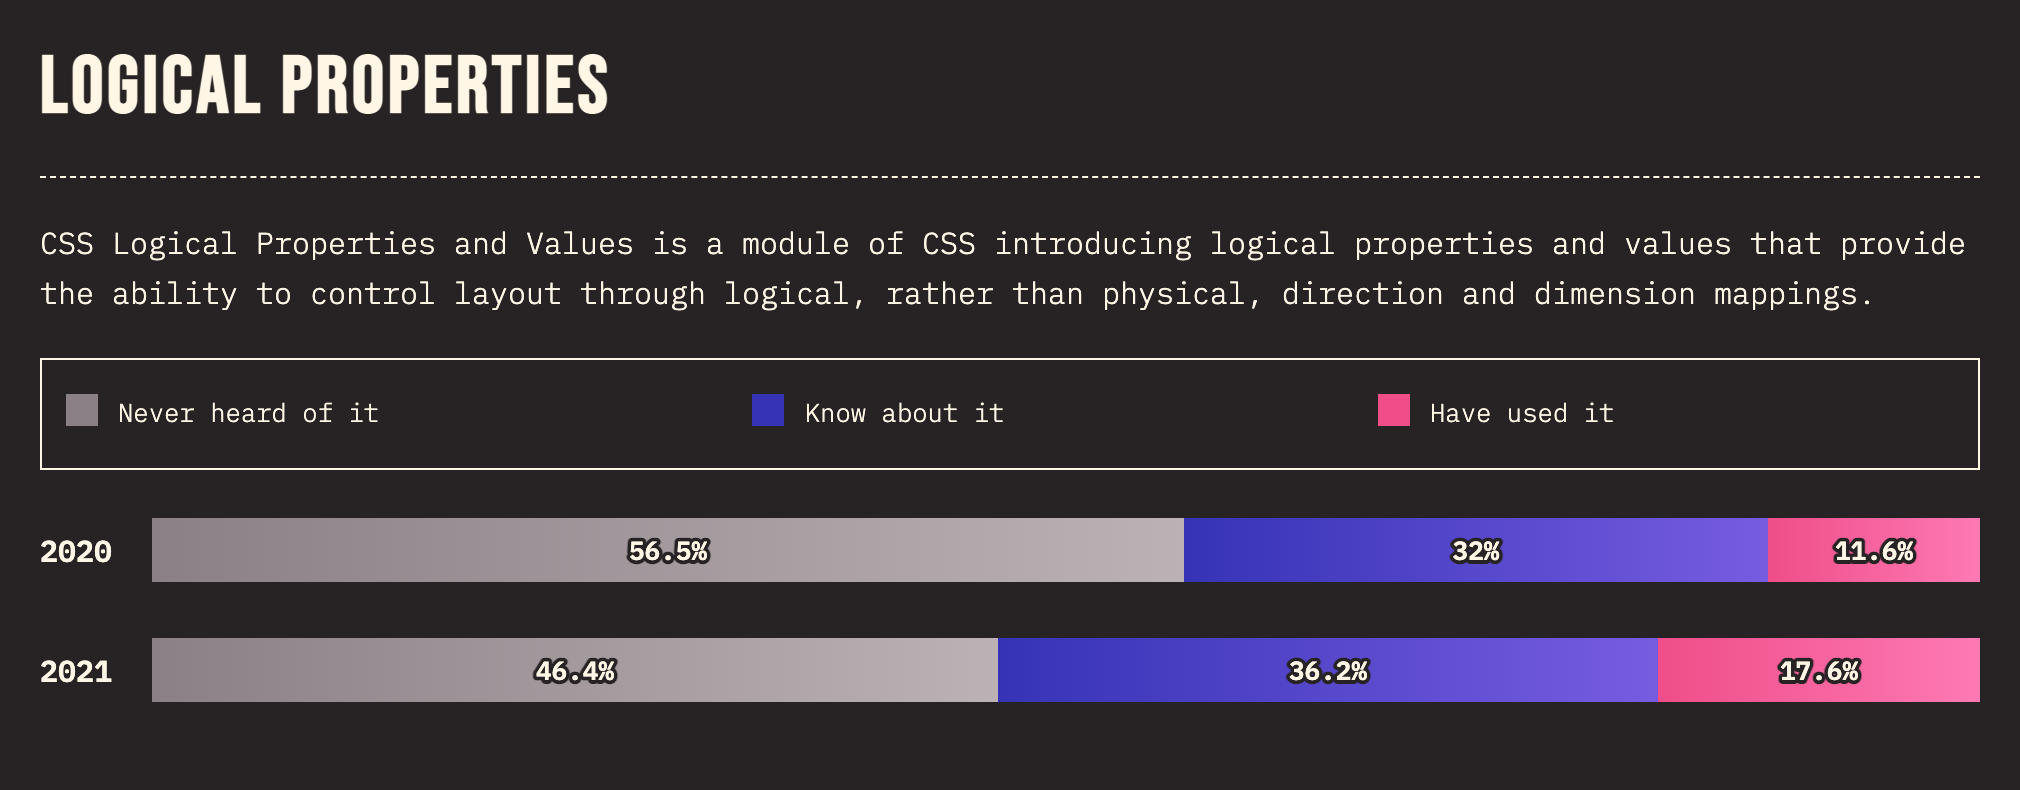 LOGICAL PROPERTIES
CSS Logical Properties and Values is a module of CSS introducing logical properties and values that provide
the ability to control layout through logical, rather than physical, direction and dimension mappings.
Never heard of it Know about it Have used it
2020 56.5% 32% 11.6%
2021 46.4% 36.2% 17.6%